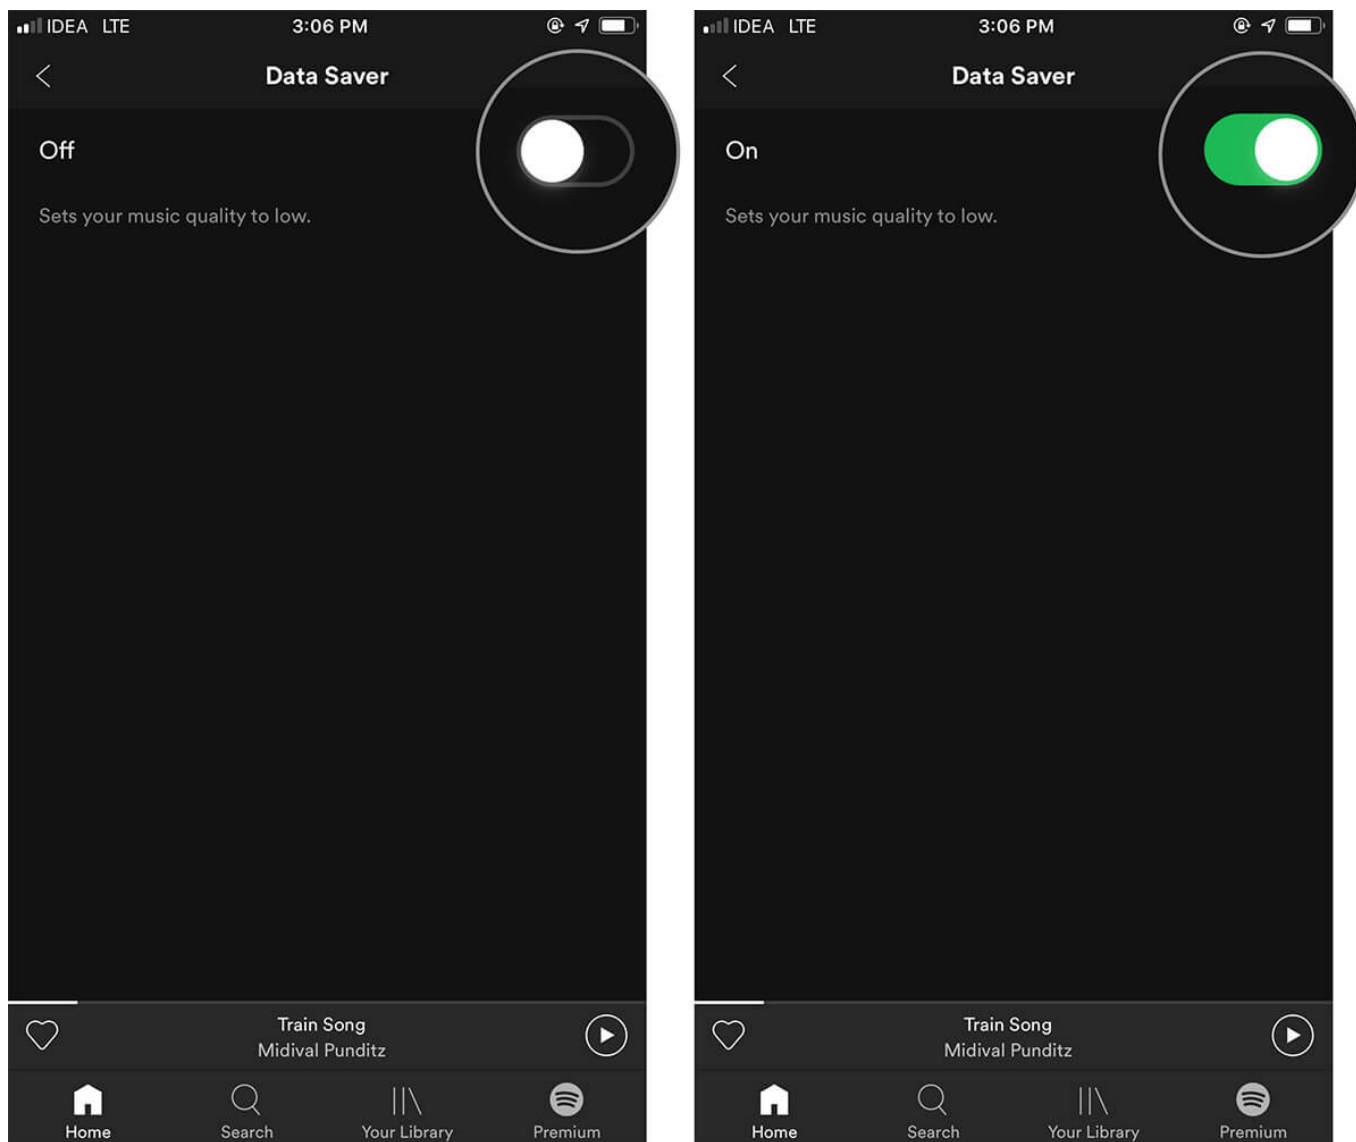 IDEA LTE 3:06 PM
Data Saver
Off
Sets your music quality to low.
Train Song
Midival Punditz
Home Search Your Library Premium
IDEA LTE 3:06 PM
Data Saver
On
Sets your music quality to low.
Train Song
Midival Punditz
Home Search Your Library Premium